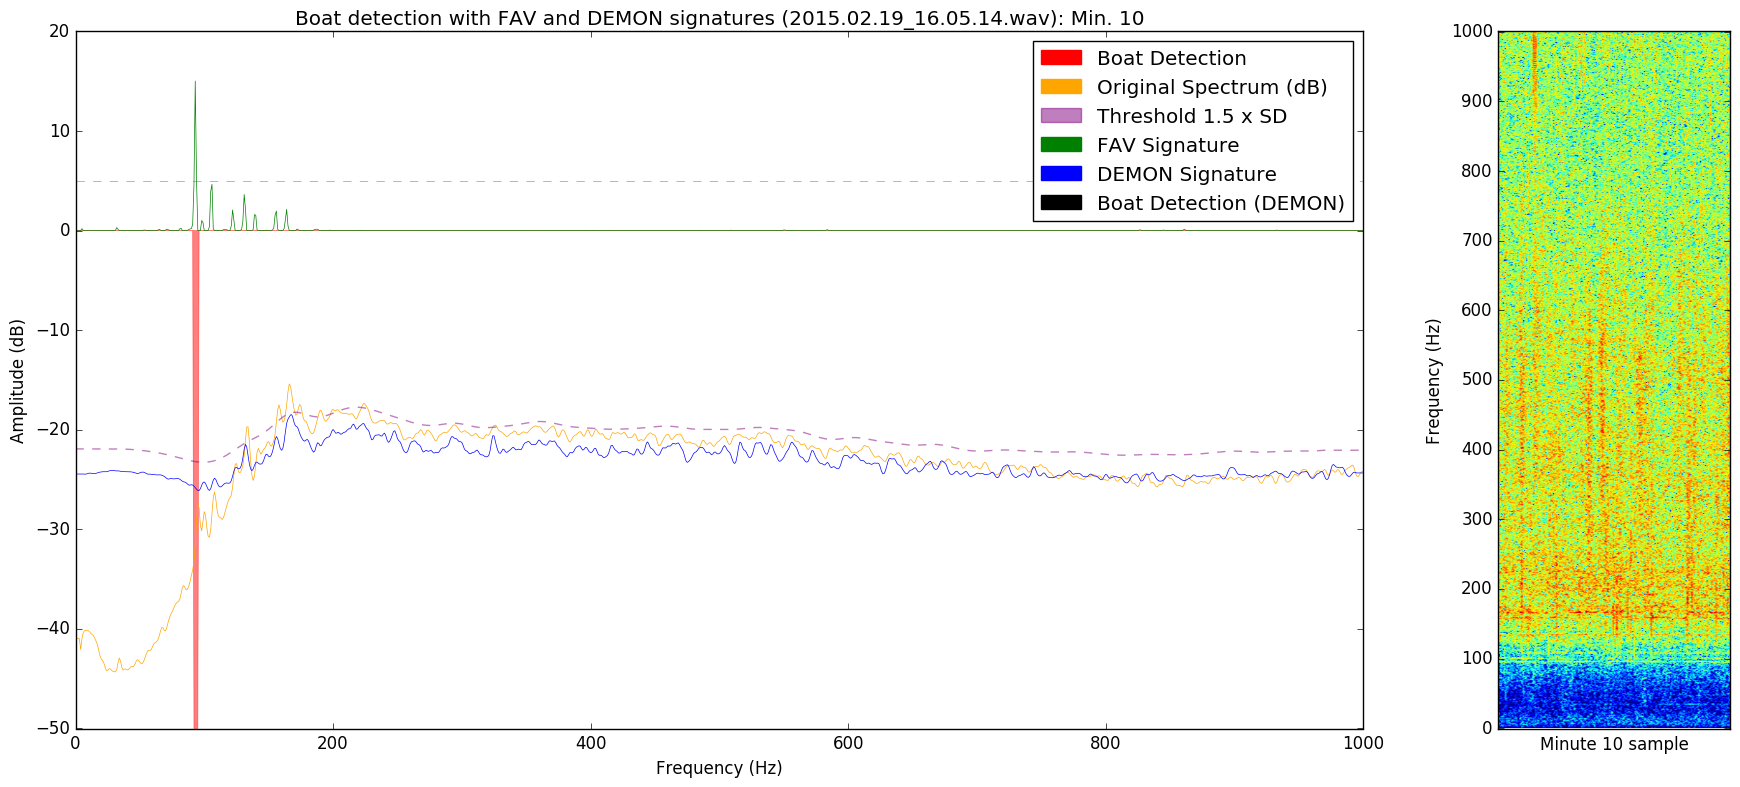 Boat detection with FAV and DEMON signatures (2015.02.19_16.05.14.wav): Min. 10
Boat Detection
Original Spectrum (dB)
Threshold 1.5 x SD
FAV Signature
DEMON Signature
Boat Detection (DEMON)
20
10
0
−10
−20
−30
−40
−50
Amplitude (dB)
0 200 400 600 800 1000
Frequency (Hz)
1000
900
800
700
600
500
400
300
200
100
0
Frequency (Hz)
Minute 10 sample